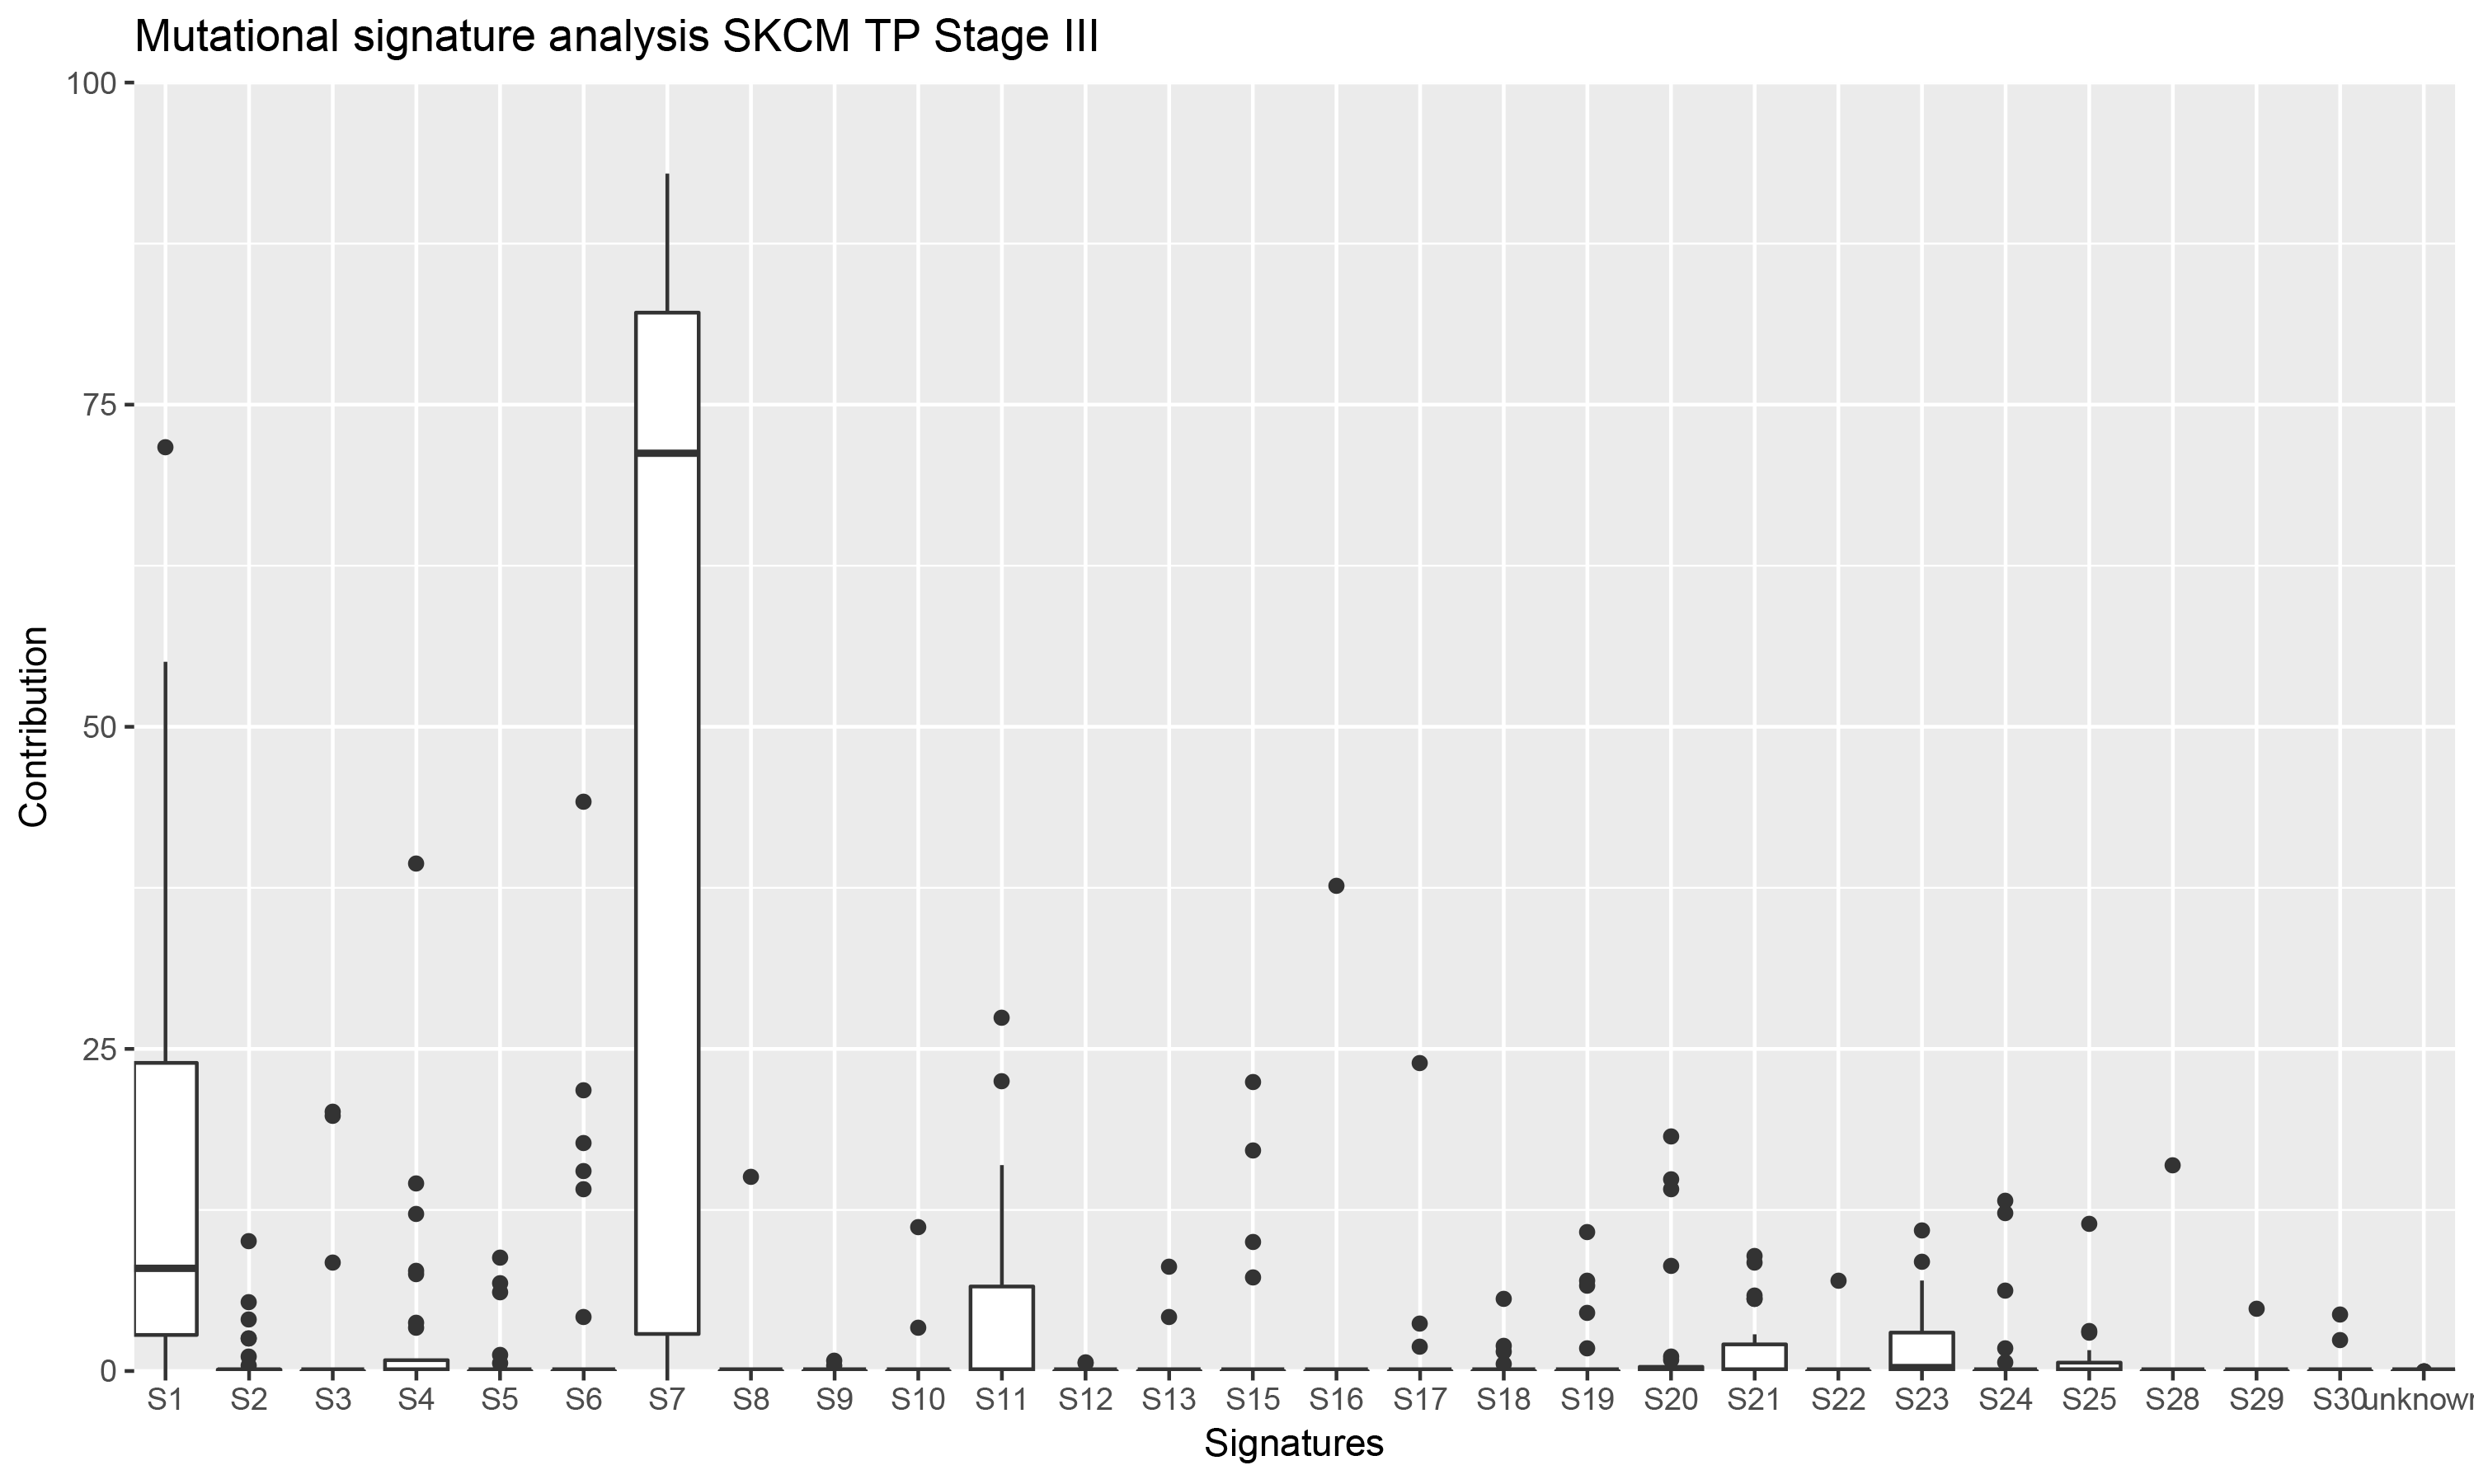 Mutational signature analysis SKCM TP Stage III
100
75
50
25
0
Contribution
S1 S2 S3 S4 S5 S6 S7 S8 S9 S10 S11 S12 S13 S15 S16 S17 S18 S19 S20 S21 S22 S23 S24 S25 S28 S29 S30 unknown
Signatures